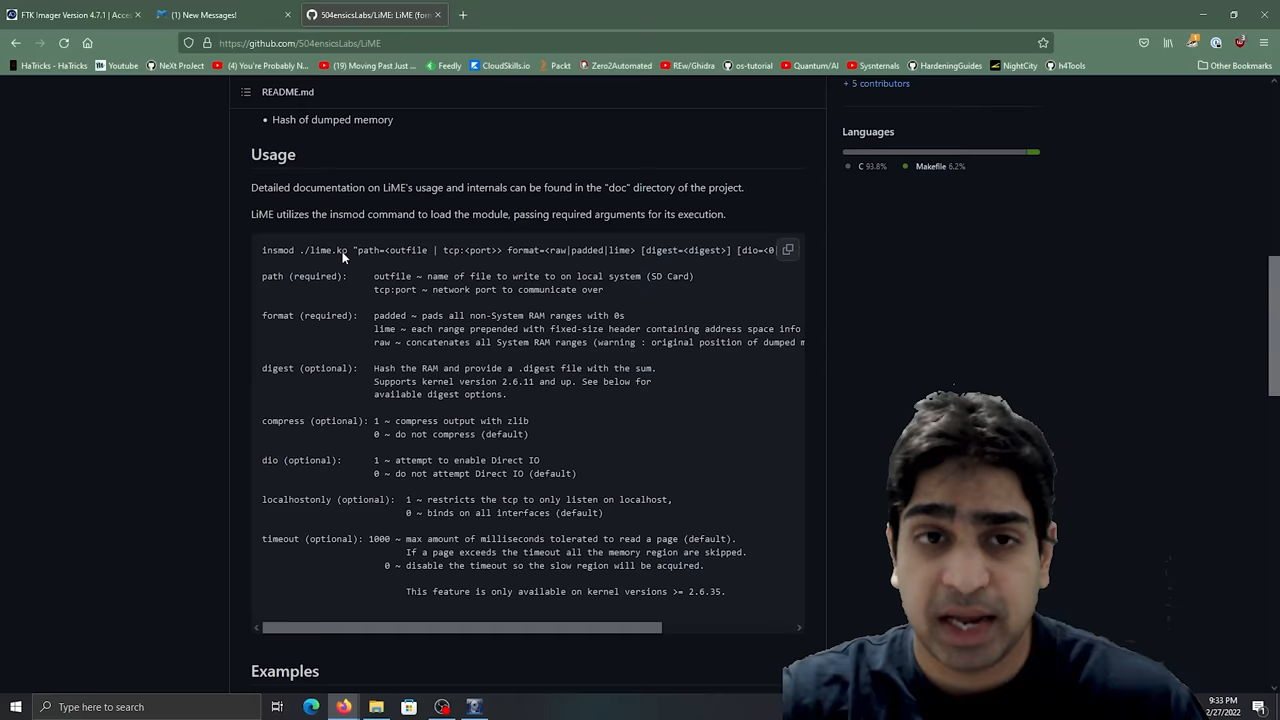 FTK Imager Version 4.7.1 | Acces
(1) New Messages!
504ensicsLabs/LiME: LiME (form
https://github.com/504ensicsLabs/LiME
HaTricks - HaTricks
Youtube
NeXt ProJect
(4) You're Probably N...
(19) Moving Past Just ...
Feedly
CloudSkills.io
Packt
Zero2Automated
REw/Ghidra
os-tutorial
Quantum/AI
Sysnternals
HardeningGuides
NightCity
h4Tools
Other Bookmarks
README.md
+ 5 contributors
Hash of dumped memory
Languages
C 93.8%
Makefile 6.2%
Usage
Detailed documentation on LiME's usage and internals can be found in the "doc" directory of the project.
LiME utilizes the insmod command to load the module, passing required arguments for its execution.
insmod ./lime.ko "path=<outfile | tcp:<port>> format=<raw|padded|lime> [digest=<digest>] [dio=<0|
path (required): outfile ~ name of file to write to on local system (SD Card)
tcp:port ~ network port to communicate over
format (required): padded ~ pads all non-System RAM ranges with 0s
lime ~ each range prepended with fixed-size header containing address space info
raw ~ concatenates all System RAM ranges (warning : original position of dumped m
digest (optional): Hash the RAM and provide a .digest file with the sum.
Supports kernel version 2.6.11 and up. See below for
available digest options.
compress (optional): 1 ~ compress output with zlib
0 ~ do not compress (default)
dio (optional): 1 ~ attempt to enable Direct IO
0 ~ do not attempt Direct IO (default)
localhostonly (optional): 1 ~ restricts the tcp to only listen on localhost,
0 ~ binds on all interfaces (default)
timeout (optional): 1000 ~ max amount of milliseconds tolerated to read a page (default).
If a page exceeds the timeout all the memory region are skipped.
0 ~ disable the timeout so the slow region will be acquired.
This feature is only available on kernel versions >= 2.6.35.
Examples
Type here to search
9:33 PM
2/27/2022